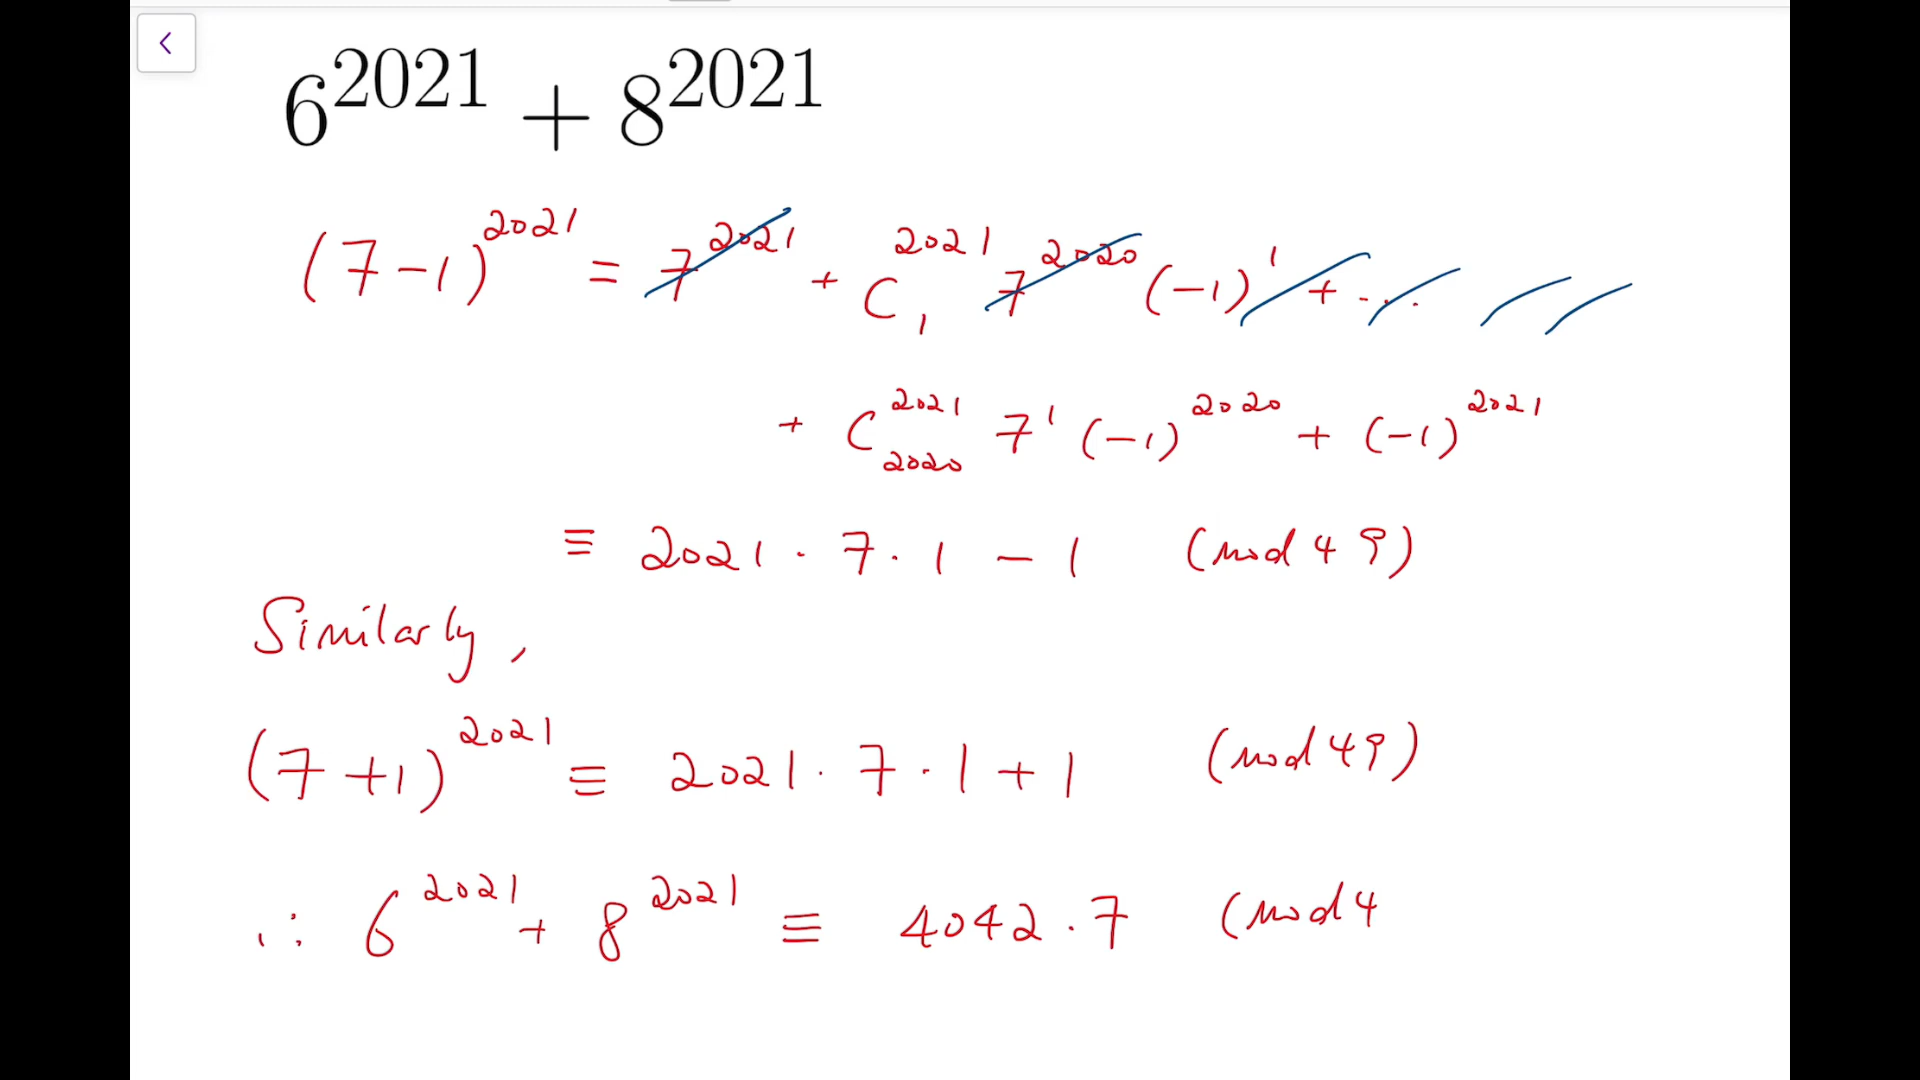 6^2021 + 8^2021
(7-1)^2021 = 7^2021 + C_1^2021 7^2020 (-1)^1 + ...
+ C_2020^2021 7^1 (-1)^2020 + (-1)^2021
≡ 2021 · 7 · 1 - 1 (mod 49)
Similarly,
(7+1)^2021 ≡ 2021 · 7 · 1 + 1 (mod 49)
∴ 6^2021 + 8^2021 ≡ 4042 · 7 (mod 4